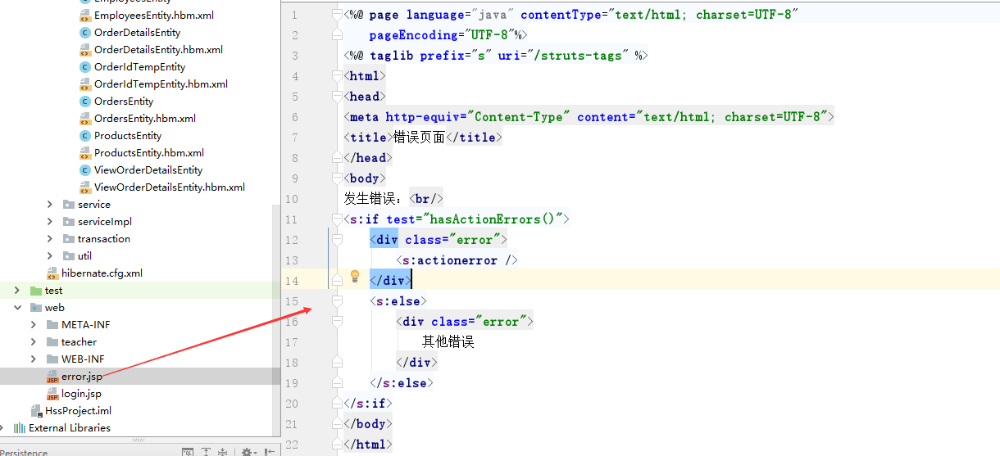 EmployeesEntity
EmployeesEntity.hbm.xml
OrderDetailsEntity
OrderDetailsEntity.hbm.xml
OrderIdTempEntity
OrderIdTempEntity.hbm.xml
OrdersEntity
OrdersEntity.hbm.xml
ProductsEntity
ProductsEntity.hbm.xml
ViewOrderDetailsEntity
ViewOrderDetailsEntity.hbm.xml
service
serviceImpl
transaction
util
hibernate.cfg.xml
test
web
META-INF
teacher
WEB-INF
error.jsp
login.jsp
HssProject.iml
External Libraries
Persistence
1 <%@ page language="java" contentType="text/html; charset=UTF-8"
2 pageEncoding="UTF-8"%>
3 <%@ taglib prefix="s" uri="/struts-tags" %>
4 <html>
5 <head>
6 <meta http-equiv="Content-Type" content="text/html; charset=UTF-8">
7 <title>错误页面</title>
8 </head>
9 <body>
10 发生错误：<br/>
11 <s:if test="hasActionErrors()">
12 <div class="error">
13 <s:actionerror />
14 </div>
15 <s:else>
16 <div class="error">
17 其他错误
18 </div>
19 </s:else>
20 </s:if>
21 </body>
22 </html>